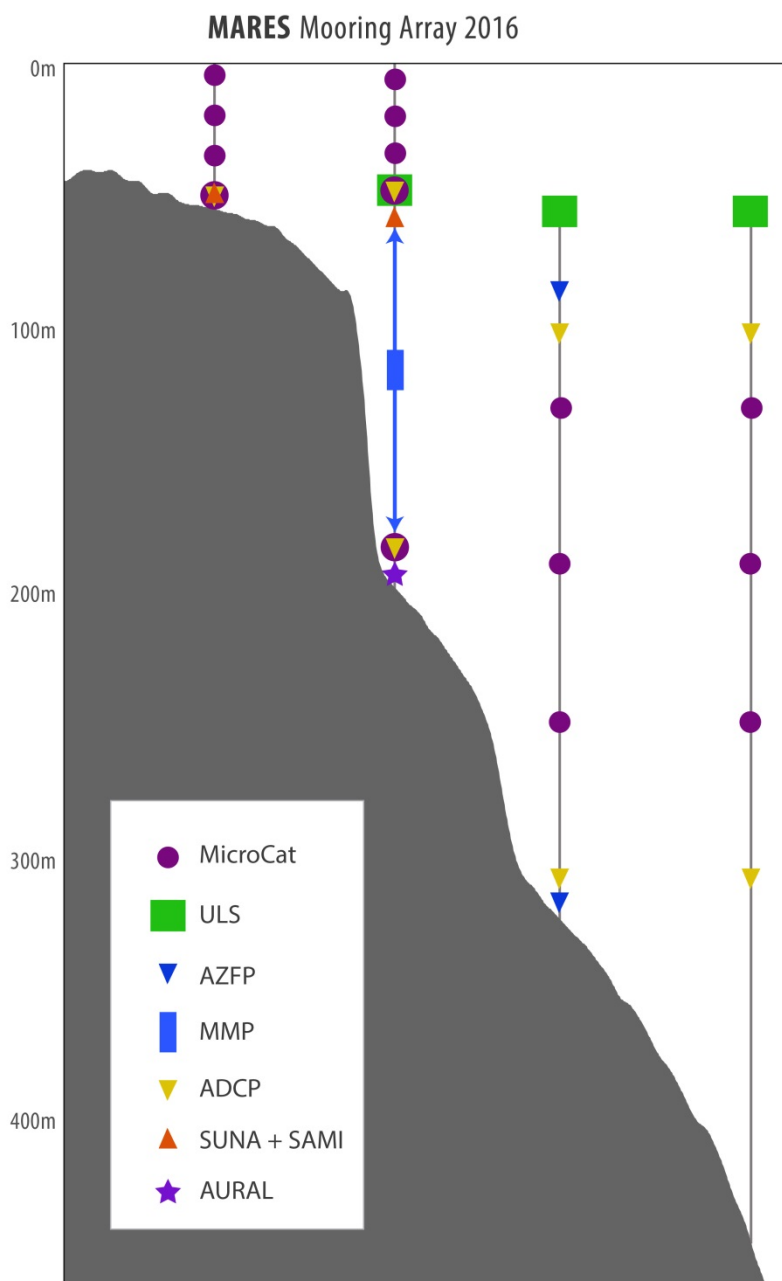 MARES Mooring Array 2016
0m
100m
200m
300m
400m
MicroCat
ULS
AZFP
MMP
ADCP
SUNA + SAMI
AURAL